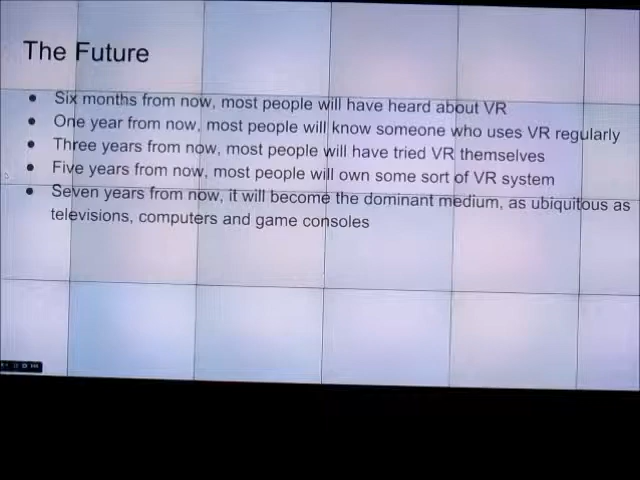 The Future
● Six months from now, most people will have heard about VR
● One year from now, most people will know someone who uses VR regularly
● Three years from now, most people will have tried VR themselves
● Five years from now, most people will own some sort of VR system
● Seven years from now, it will become the dominant medium, as ubiquitous as
televisions, computers and game consoles